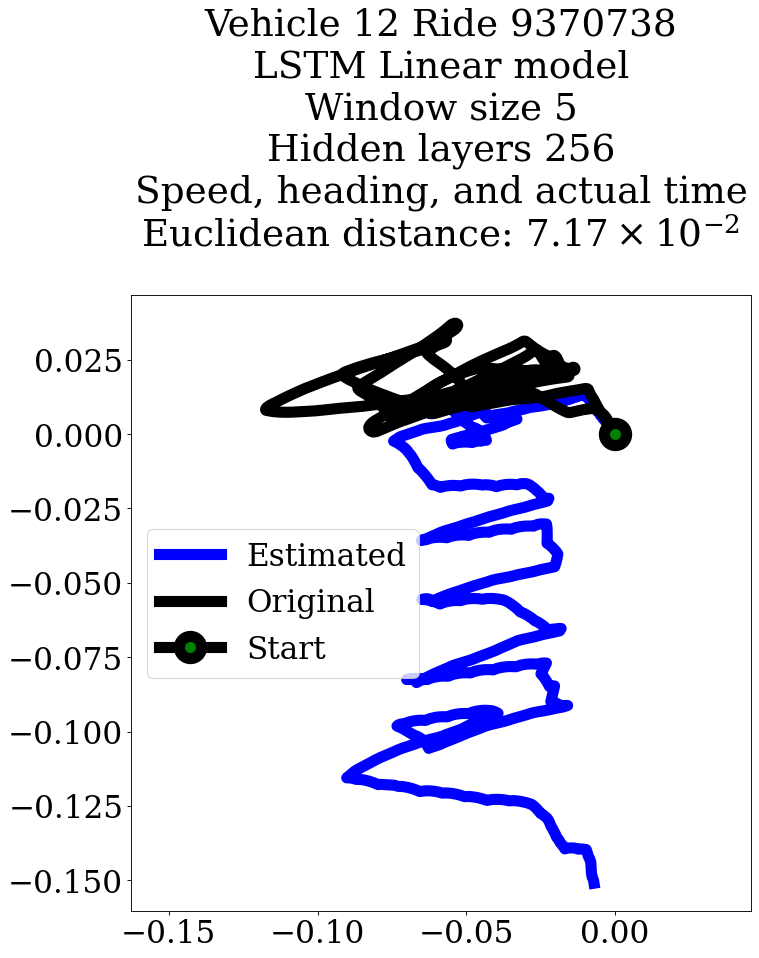 Vehicle 12 Ride 9370738
LSTM Linear model
Window size 5
Hidden layers 256
Speed, heading, and actual time
Euclidean distance: 7.17 × 10⁻²
0.025
0.000
−0.025
−0.050
−0.075
−0.100
−0.125
−0.150
Estimated
Original
Start
−0.15
−0.10
−0.05
0.00